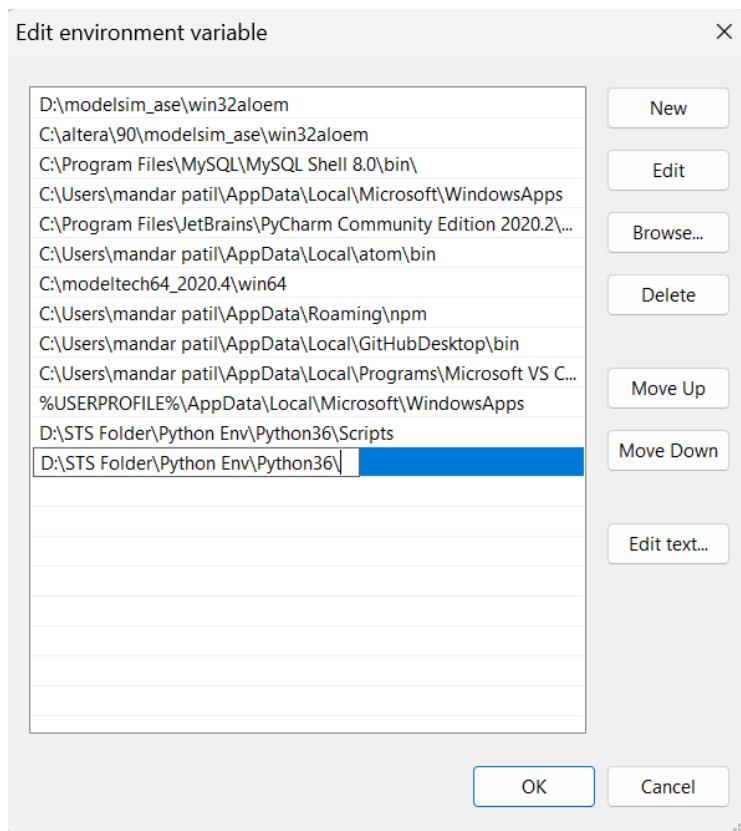 Edit environment variable
D:\modelsim_ase\win32aloem
New
C:\altera\90\modelsim_ase\win32aloem
C:\Program Files\MySQL\MySQL Shell 8.0\bin\
Edit
C:\Users\mandar patil\AppData\Local\Microsoft\WindowsApps
C:\Program Files\JetBrains\PyCharm Community Edition 2020.2\...
Browse...
C:\Users\mandar patil\AppData\Local\atom\bin
C:\modeltech64_2020.4\win64
Delete
C:\Users\mandar patil\AppData\Roaming\npm
C:\Users\mandar patil\AppData\Local\GitHubDesktop\bin
C:\Users\mandar patil\AppData\Local\Programs\Microsoft VS C...
Move Up
%USERPROFILE%\AppData\Local\Microsoft\WindowsApps
D:\STS Folder\Python Env\Python36\Scripts
Move Down
D:\STS Folder\Python Env\Python36\
Edit text...
OK
Cancel